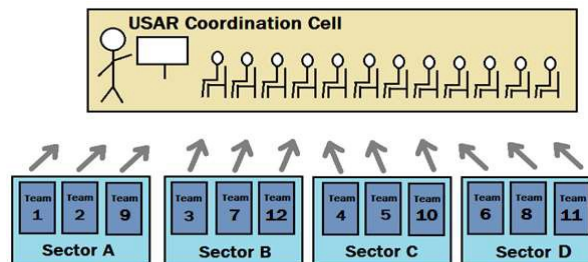 USAR Coordination Cell
Team 1
Team 2
Team 9
Sector A
Team 3
Team 7
Team 12
Sector B
Team 4
Team 5
Team 10
Sector C
Team 6
Team 8
Team 11
Sector D